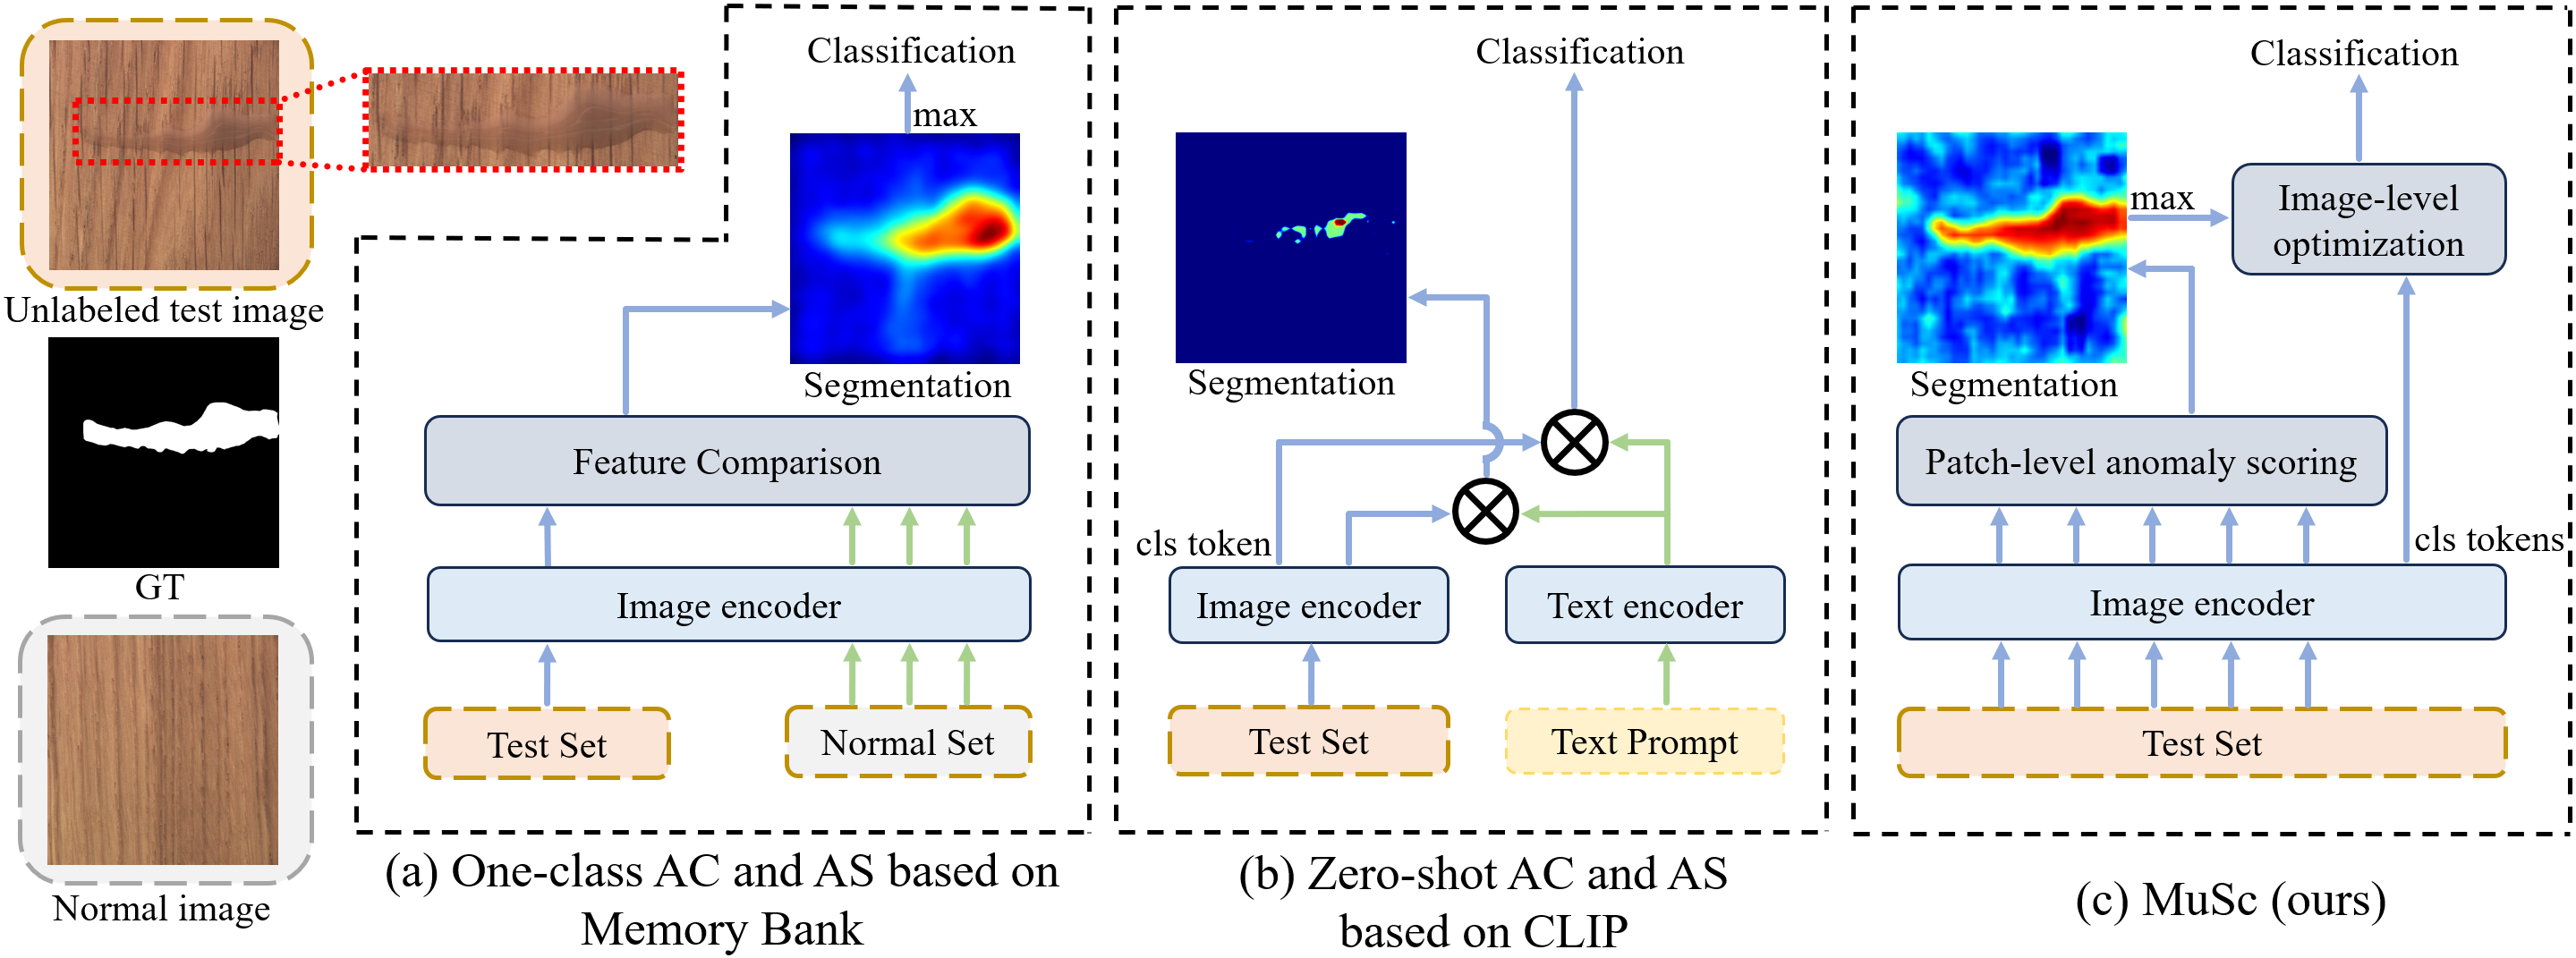 Unlabeled test image
GT
Normal image
Classification
max
Segmentation
Feature Comparison
Image encoder
Test Set
Normal Set
(a) One-class AC and AS based on
Memory Bank
Classification
Segmentation
cls token
Image encoder
Text encoder
Test Set
Text Prompt
(b) Zero-shot AC and AS
based on CLIP
Classification
max
Image-level
optimization
Segmentation
Patch-level anomaly scoring
cls tokens
Image encoder
Test Set
(c) MuSc (ours)